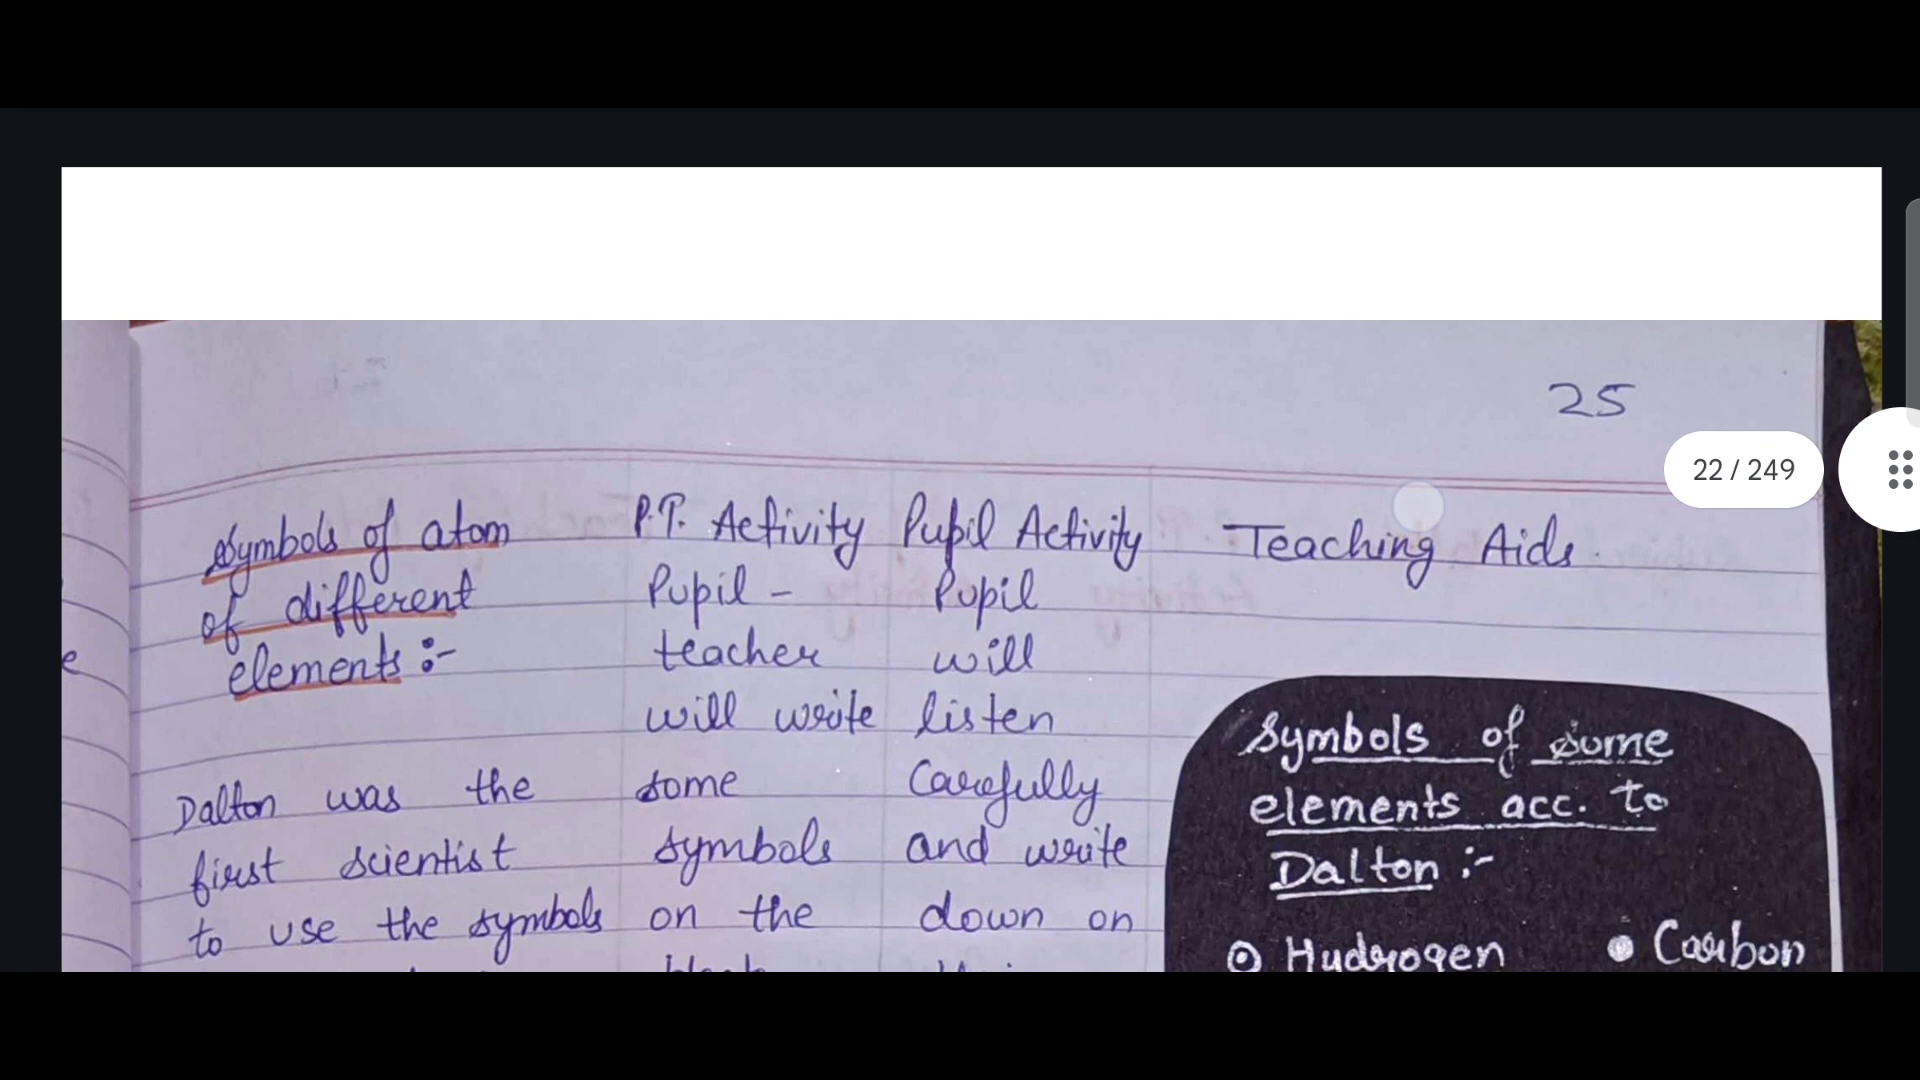 25
22 / 249
Symbols of atom
of different
elements :-
Dalton was the
first scientist
to use the symbols
P.T. Activity
Pupil -
teacher
will write
some
symbols
on the
Pupil Activity
Pupil
will
listen
Carefully
and write
down on
Teaching Aids.
Symbols of some
elements acc. to
Dalton :-
Hydrogen
Carbon
e